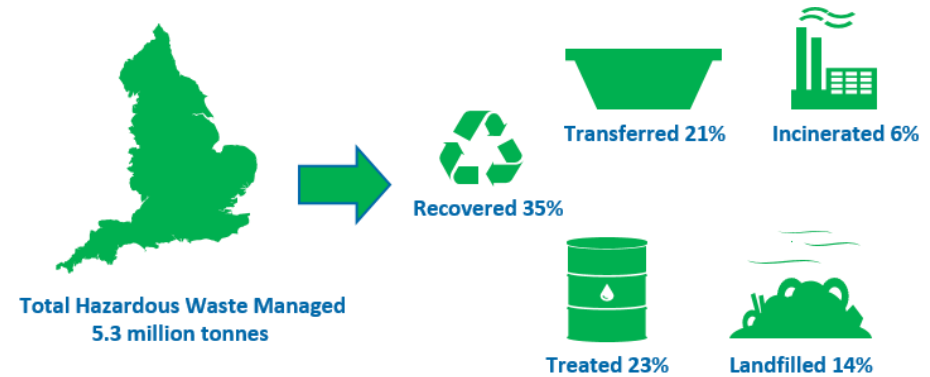 Transferred 21%
Incinerated 6%
Recovered 35%
Total Hazardous Waste Managed
5.3 million tonnes
Treated 23%
Landfilled 14%